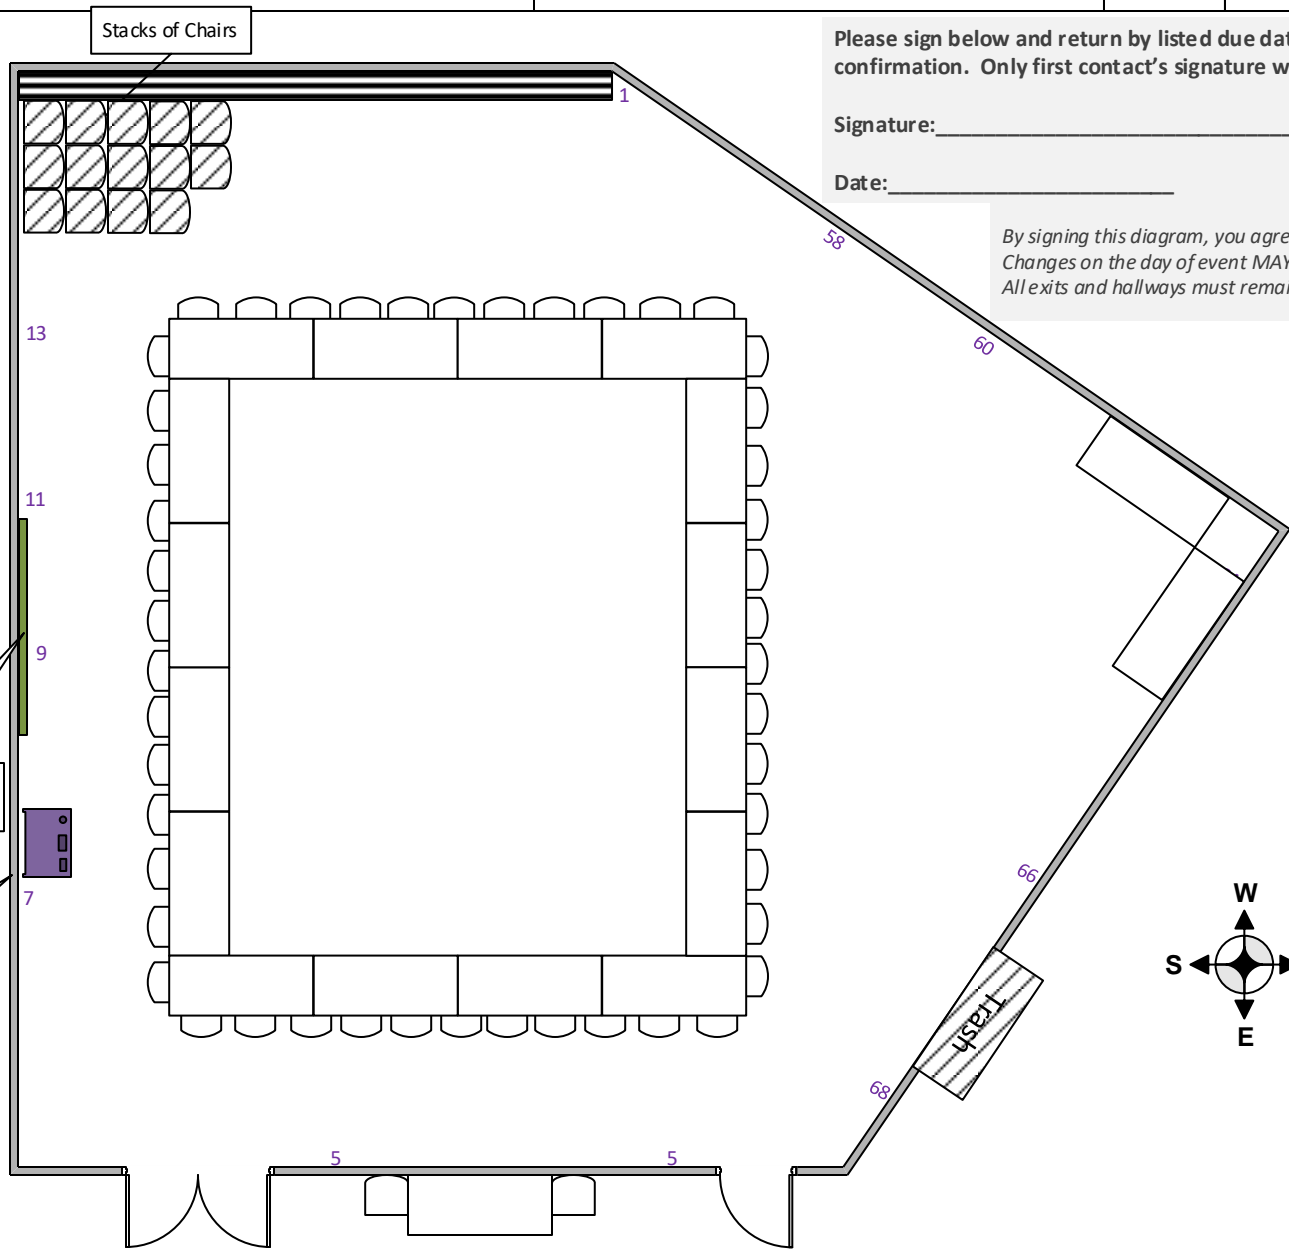 Stacks of Chairs
Please sign below and return by listed due dat
confirmation. Only first contact's signature w
Signature:
Date:
By signing this diagram, you agre
Changes on the day of event MAY
All exits and hallways must remai
1
58
60
13
11
9
7
66
68
Trash
5
5
W
S
E